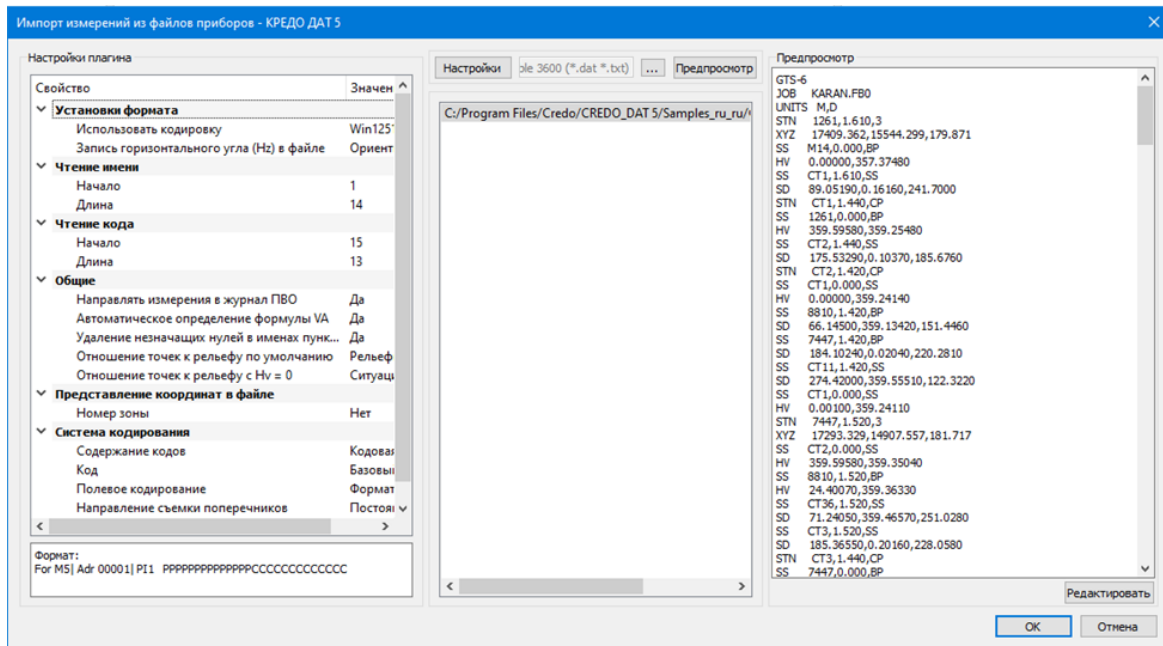 Импорт измерений из файлов приборов - КРЕДО ДАТ 5
Настройки плагина
Свойство Значен
Установки формата
Использовать кодировку Win125
Запись горизонтального угла (Hz) в файле Ориент
Чтение имени
Начало 1
Длина 14
Чтение кода
Начало 15
Длина 13
Общие
Направлять измерения в журнал ПВО Да
Автоматическое определение формулы VA Да
Удаление незначащих нулей в именах пунк... Да
Отношение точек к рельефу по умолчанию Рельеф
Отношение точек к рельефу с Hv = 0 Ситуаци
Представление координат в файле
Номер зоны Нет
Система кодирования
Содержание кодов Кодовая
Код Базовы
Полевое кодирование Формат
Направление съемки поперечников Постоя
Формат:
For M5| Adr 00001| PI1 PPPPPPPPPPPPPPCCCCCCCCCCCCC
Настройки ole 3600 (*.dat *.txt) ... Предпросмотр
C:/Program Files/Credo/CREDO_DAT 5/Samples_ru_ru/
Предпросмотр
GTS-6
JOB KARAN.FB0
UNITS M,D
STN 1261,1.610,3
XYZ 17409.362,15544.299,179.871
SS M14,0.000,BP
HV 0.00000,357.37480
SS CT1,1.610,SS
SD 89.05190,0.16160,241.7000
STN CT1,1.440,CP
SS 1261,0.000,BP
HV 359.59580,359.25480
SS CT2,1.440,SS
SD 175.53290,0.10370,185.6760
STN CT2,1.420,CP
SS CT1,0.000,SS
HV 0.00000,359.24140
SS 8810,1.420,BP
SD 66.14500,359.13420,151.4460
SS 7447,1.420,BP
SD 184.10240,0.02040,220.2810
SS CT11,1.420,SS
SD 274.42000,359.55510,122.3220
SS CT1,0.000,SS
HV 0.00100,359.24110
STN 7447,1.520,3
XYZ 17293.329,14907.557,181.717
SS CT2,0.000,SS
HV 359.59580,359.35040
SS 8810,1.520,BP
HV 24.40070,359.36330
SS CT36,1.520,SS
SD 71.24050,359.46570,251.0280
SS CT3,1.520,SS
SD 185.36550,0.20160,228.0580
STN CT3,1.440,CP
SS 7447,0.000,BP
Редактировать
OK Отмена